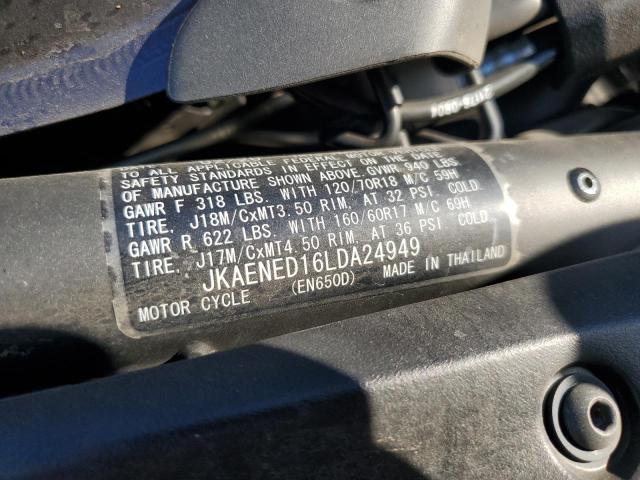 24176-0804
TO ALL APPLICABLE FEDERAL
SAFETY STANDARDS IN EFFECT ON THE DATE
OF MANUFACTURE SHOWN ABOVE. GVWR 940 LBS
GAWR F 318 LBS. WITH 120/70R18 M/C 59H
TIRE, J18M/CxMT3.50 RIM, AT 32 PSI COLD.
GAWR R 622 LBS. WITH 160/60R17 M/C 69H
TIRE, J17M/CxMT4.50 RIM, AT 36 PSI COLD.
JKAENED16LDA24949
MOTOR CYCLE (EN650D) MADE IN THAILAND